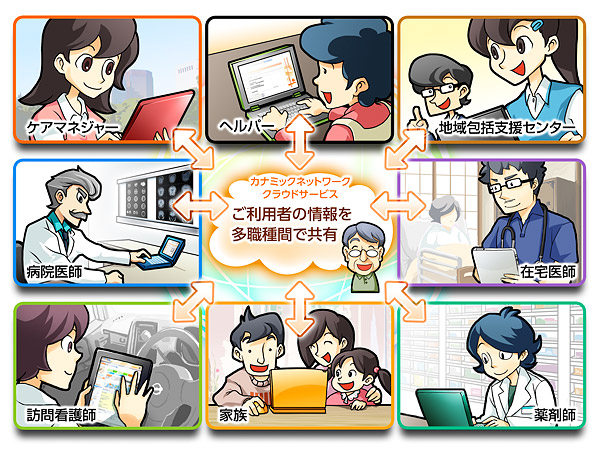 ケアマネジャー
ヘルパー
地域包括支援センター
カナミックネットワーク
クラウドサービス
ご利用者の情報を
多職種間で共有
病院医師
在宅医師
訪問看護師
家族
薬剤師